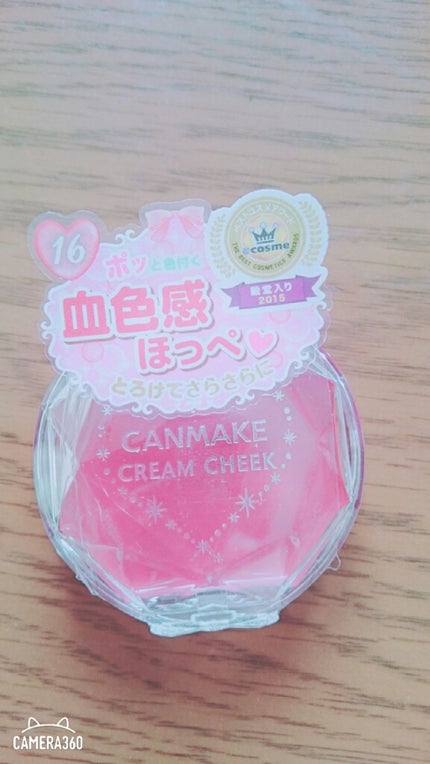 16
ポッと色付く
血色感
ほっぺ
とろけてさらさらに
@cosme
THE BEST COSMETICS AWARDS
殿堂入り
2015
CANMAKE
CREAM CHEEK
CAMERA360